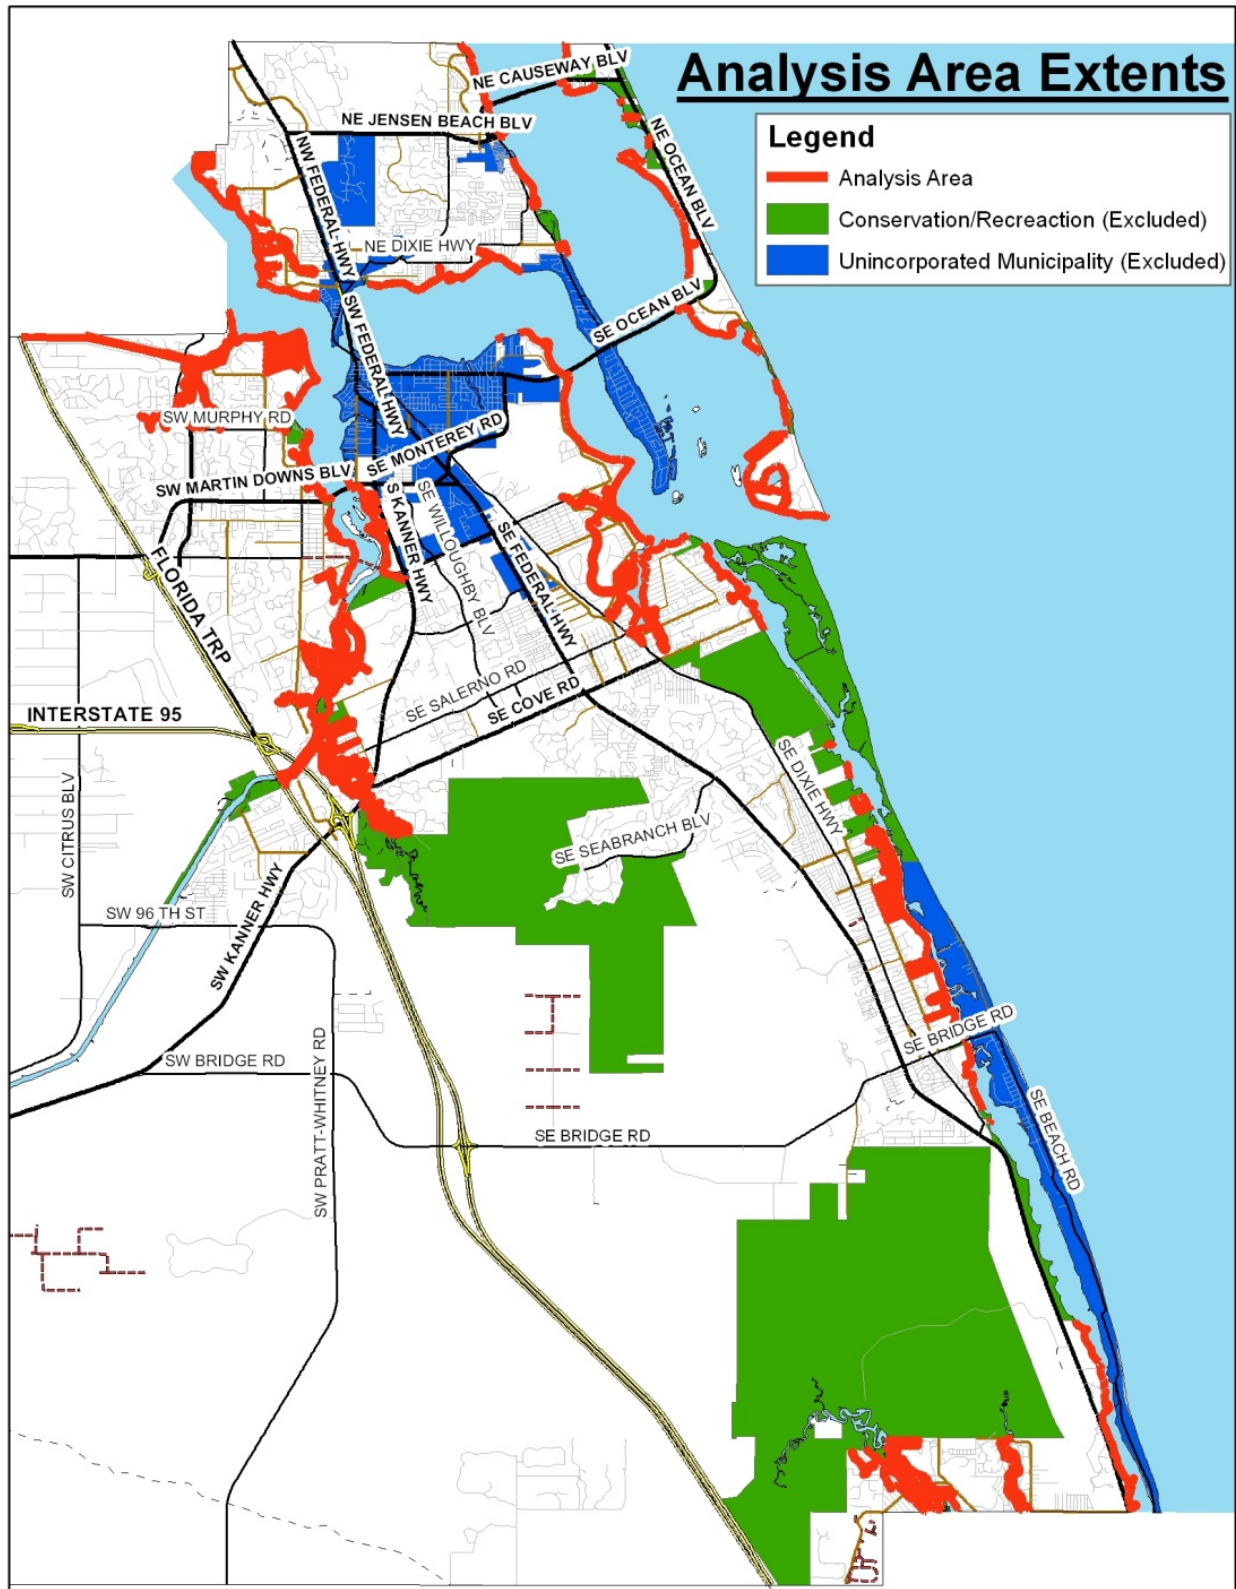 Analysis Area Extents
Legend
Analysis Area
Conservation/Recreaction (Excluded)
Unincorporated Municipality (Excluded)
NE CAUSEWAY BLV
NE JENSEN BEACH BLV
NE OCEAN BLV
NW FEDERAL HWY
NE DIXIE HWY
SE OCEAN BLV
SW FEDERAL HWY
SW MURPHY RD
SE MONTEREY RD
SW MARTIN DOWNS BLV
S KANNER HWY
SE WILLOUGHBY BLV
SE FEDERAL HWY
FLORIDA TRP
SE SALERNO RD
SE COVE RD
INTERSTATE 95
SE DIXIE HWY
SW CITRUS BLV
SE SEABRANCH BLV
SW 96 TH ST
SW KANNER HWY
SE BRIDGE RD
SW BRIDGE RD
SW PRATT-WHITNEY RD
SE BRIDGE RD
SE BEACH RD